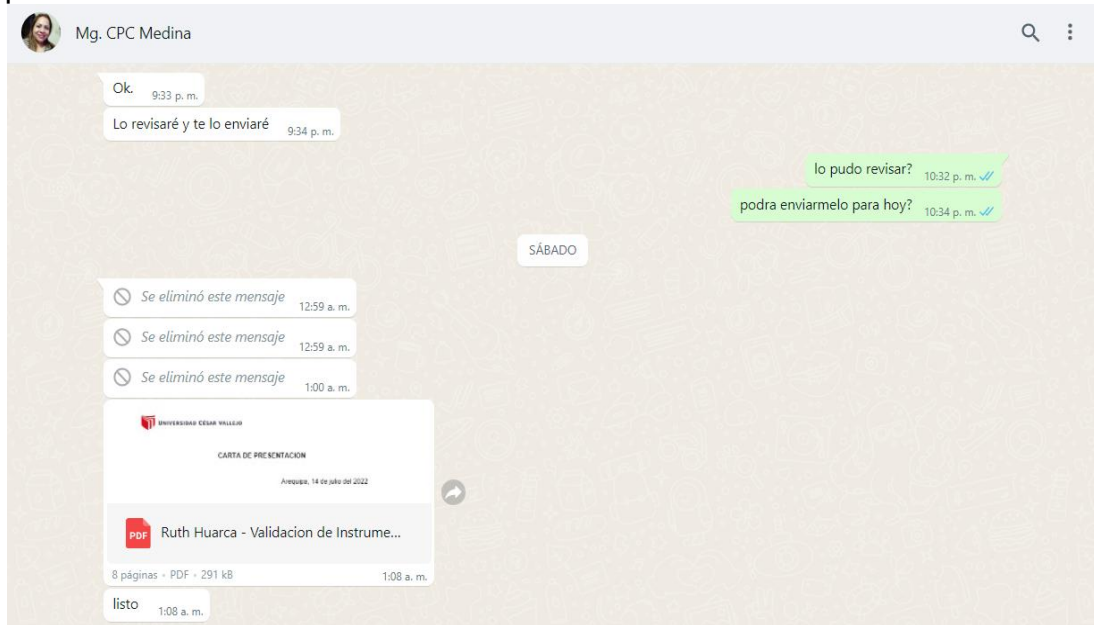 Mg. CPC Medina
Ok. 9:33 p. m.
Lo revisaré y te lo enviaré 9:34 p. m.
lo pudo revisar? 10:32 p. m.
podra enviarmelo para hoy? 10:34 p. m.
SÁBADO
Se eliminó este mensaje 12:59 a. m.
Se eliminó este mensaje 12:59 a. m.
Se eliminó este mensaje 1:00 a. m.
UNIVERSIDAD CÉSAR VALLEJO
CARTA DE PRESENTACION
Arequipa, 14 de julio del 2022
PDF Ruth Huarca - Validacion de Instrume...
8 páginas • PDF • 291 kB 1:08 a. m.
listo 1:08 a. m.